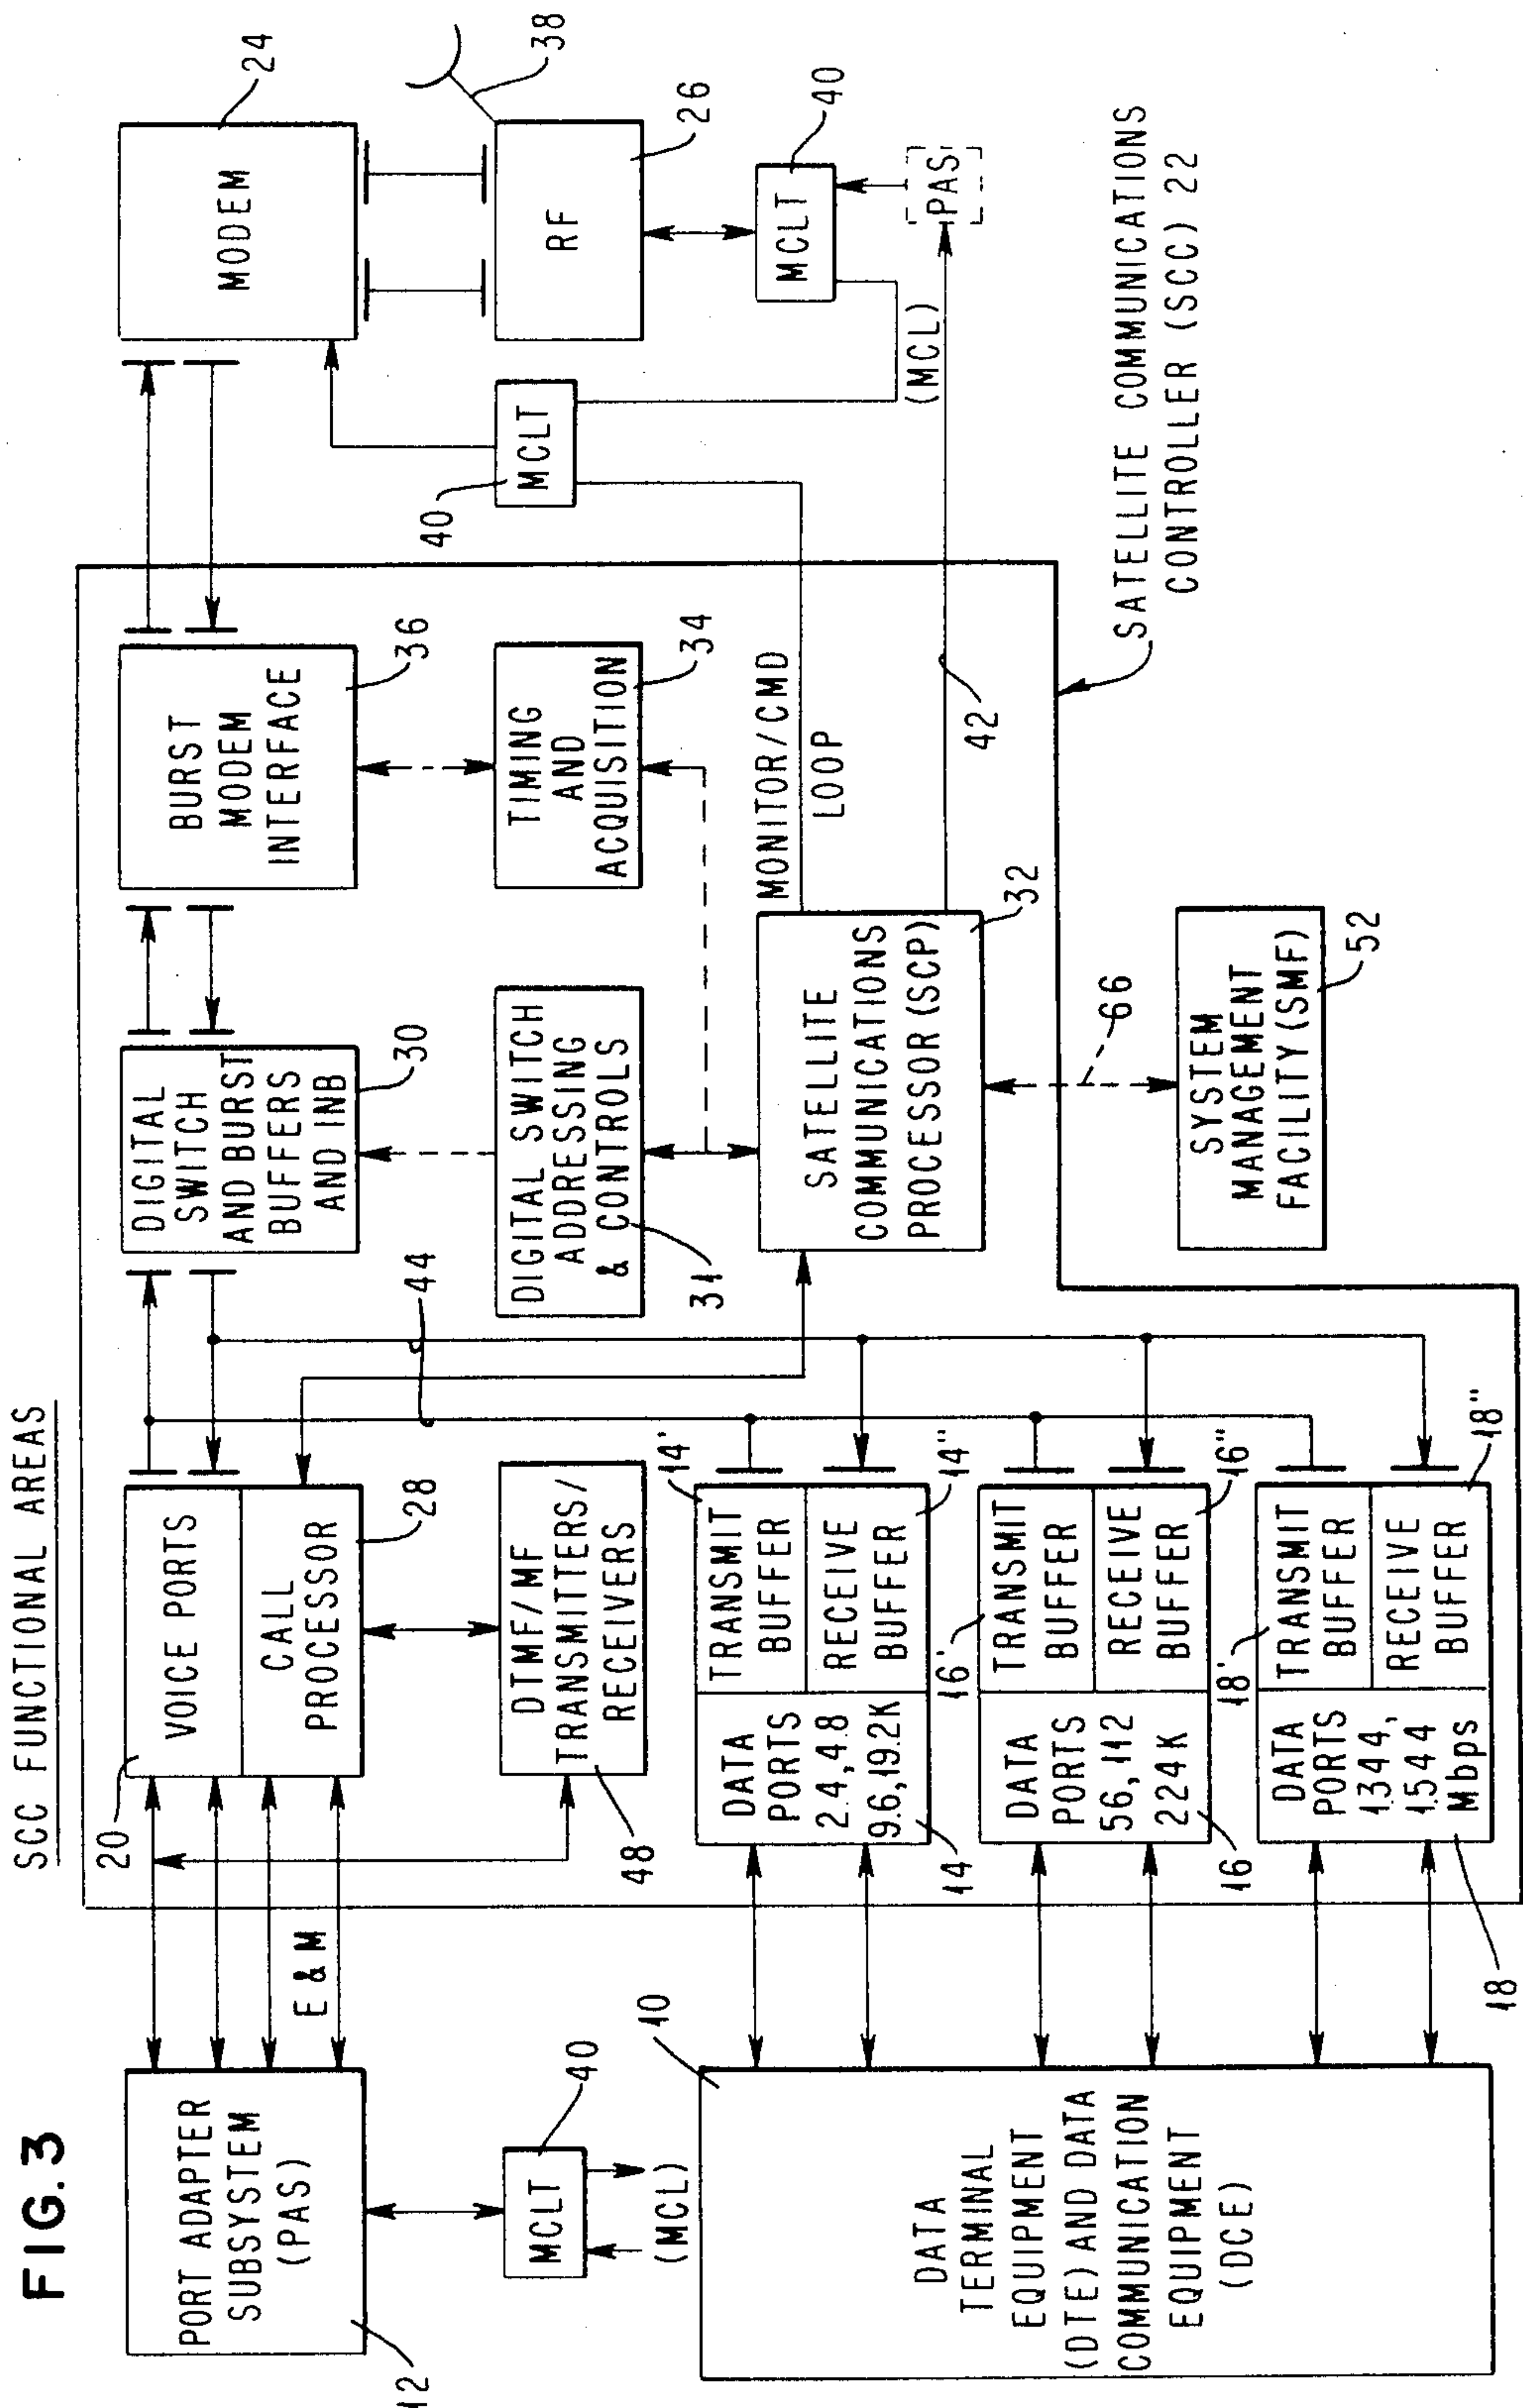 FIG. 3
SCC FUNCTIONAL AREAS
PORT ADAPTER
SUBSYSTEM
(PAS)
12
E & M
20
VOICE PORTS
CALL
PROCESSOR
28
44
DIGITAL
SWITCH
AND BURST
BUFFERS
AND INB
30
BURST
MODEM
INTERFACE
36
MODEM
24
MCLT
40
(MCL)
DTMF/MF
TRANSMITTERS/
RECEIVERS
48
DIGITAL SWITCH
ADDRESSING
& CONTROLS
31
TIMING
AND
ACQUISITION
34
40
MCLT
RF
26
38
DATA
TERMINAL
EQUIPMENT
(DTE) AND DATA
COMMUNICATION
EQUIPMENT
(DCE)
10
DATA
PORTS
2.4, 4.8
9.6, 19.2K
14
TRANSMIT
BUFFER
14'
RECEIVE
BUFFER
14"
SATELLITE
COMMUNICATIONS
PROCESSOR (SCP)
32
MONITOR/CMD
LOOP
42
MCLT
40
(MCL)
PAS
DATA
PORTS
56, 112
224K
16
TRANSMIT
BUFFER
16'
RECEIVE
BUFFER
16"
66
DATA
PORTS
1.344,
1.544
Mbps
18
TRANSMIT
BUFFER
18'
RECEIVE
BUFFER
18"
SYSTEM
MANAGEMENT
FACILITY (SMF)
52
SATELLITE COMMUNICATIONS
CONTROLLER (SCC) 22